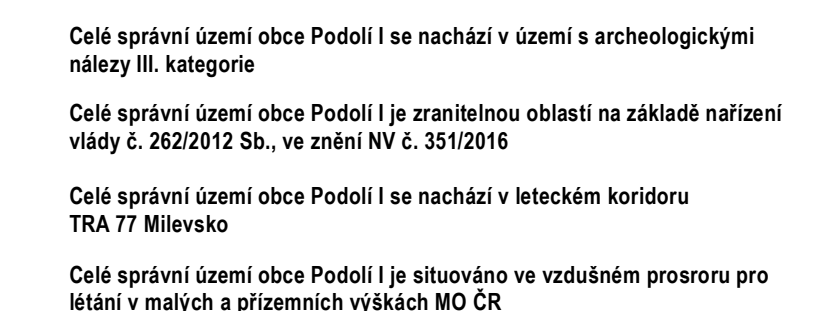 Celé správní území obce Podolí I se nachází v území s archeologickými
nálezy III. kategorie
Celé správní území obce Podolí I je zranitelnou oblastí na základě nařízení
vlády č. 262/2012 Sb., ve znění NV č. 351/2016
Celé správní území obce Podolí I se nachází v leteckém koridoru
TRA 77 Milevsko
Celé správní území obce Podolí I je situováno ve vzdušném prosroru pro
létání v malých a přízemních výškách MO ČR